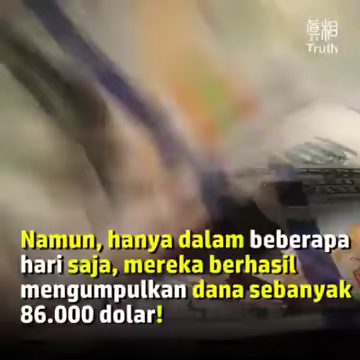 真相
Truth
Namun, hanya dalam beberapa
hari saja, mereka berhasil
mengumpulkan dana sebanyak
86.000 dolar!